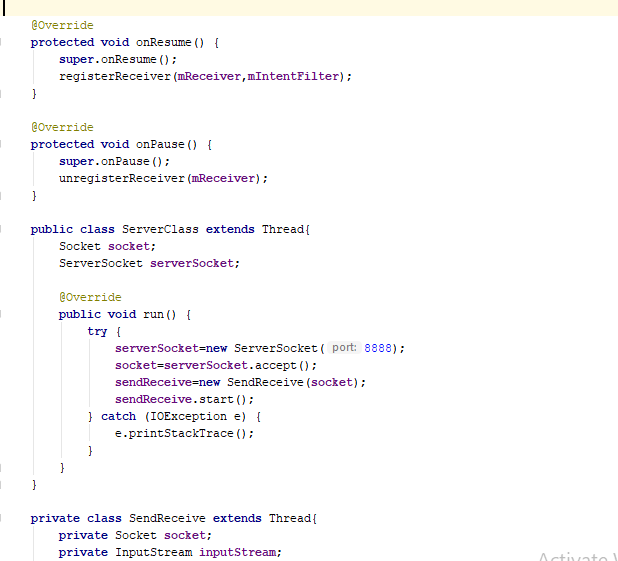 @Override
protected void onResume() {
super.onResume();
registerReceiver(mReceiver,mIntentFilter);
}
@Override
protected void onPause() {
super.onPause();
unregisterReceiver(mReceiver);
}
public class ServerClass extends Thread{
Socket socket;
ServerSocket serverSocket;
@Override
public void run() {
try {
serverSocket=new ServerSocket( port: 8888);
socket=serverSocket.accept();
sendReceive=new SendReceive(socket);
sendReceive.start();
} catch (IOException e) {
e.printStackTrace();
}
}
}
private class SendReceive extends Thread{
private Socket socket;
private InputStream inputStream;
Activate